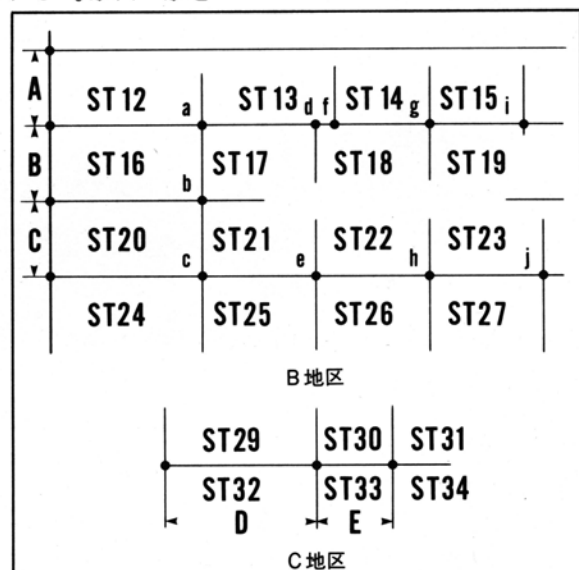 A ST12 a ST13 d f ST14 g ST15 i
B ST16 b ST17 ST18 ST19
C ST20 c ST21 e ST22 h ST23 j
ST24 ST25 ST26 ST27
B地区
ST29 ST30 ST31
ST32 ST33 ST34
D E
C地区